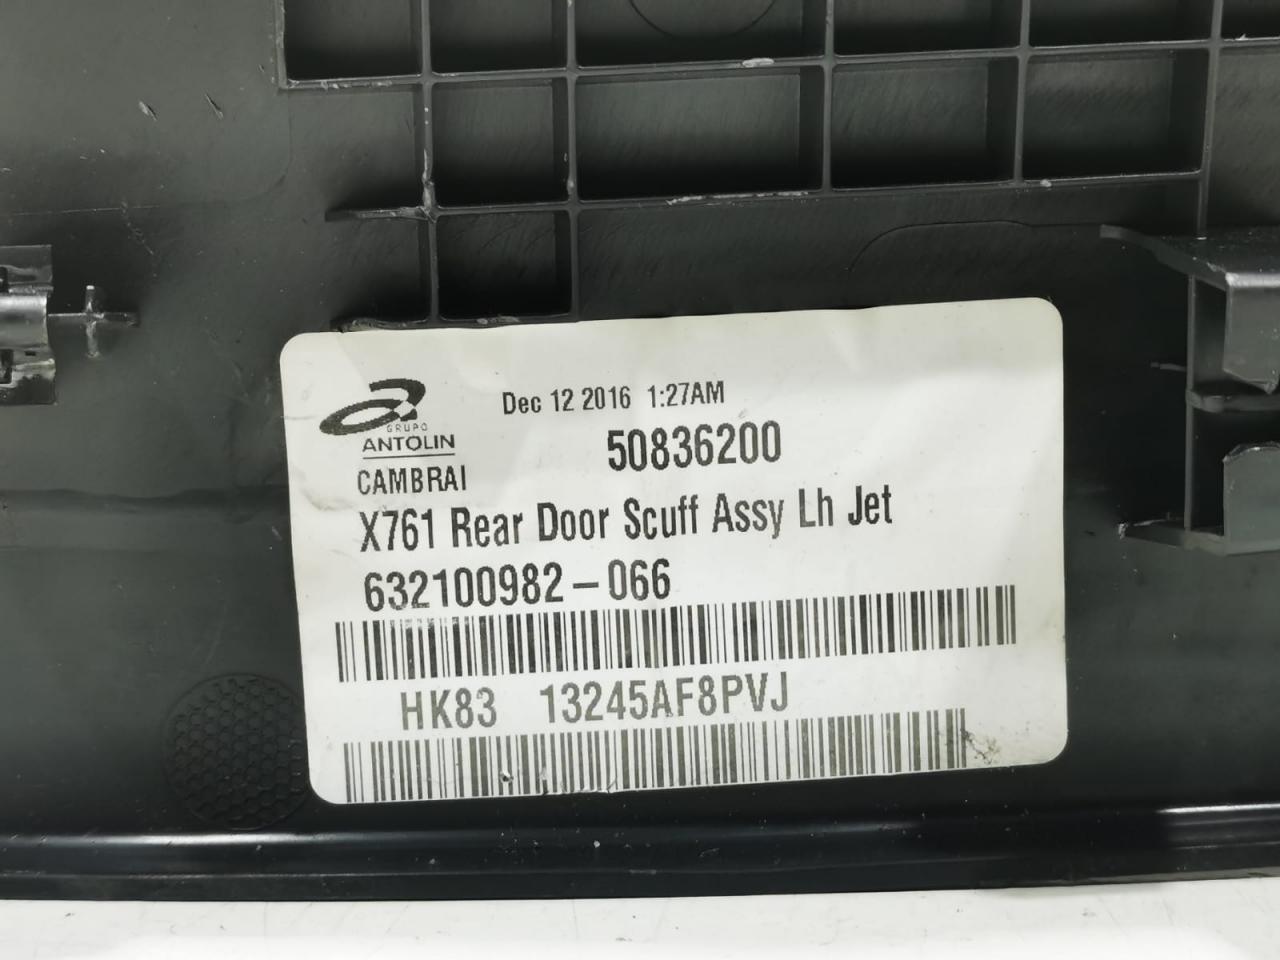 Dec 12 2016 1:27AM
GRUPO
ANTOLIN
50836200
CAMBRAI
X761 Rear Door Scuff Assy Lh Jet
632100982-066
HK83 13245AF8PVJ